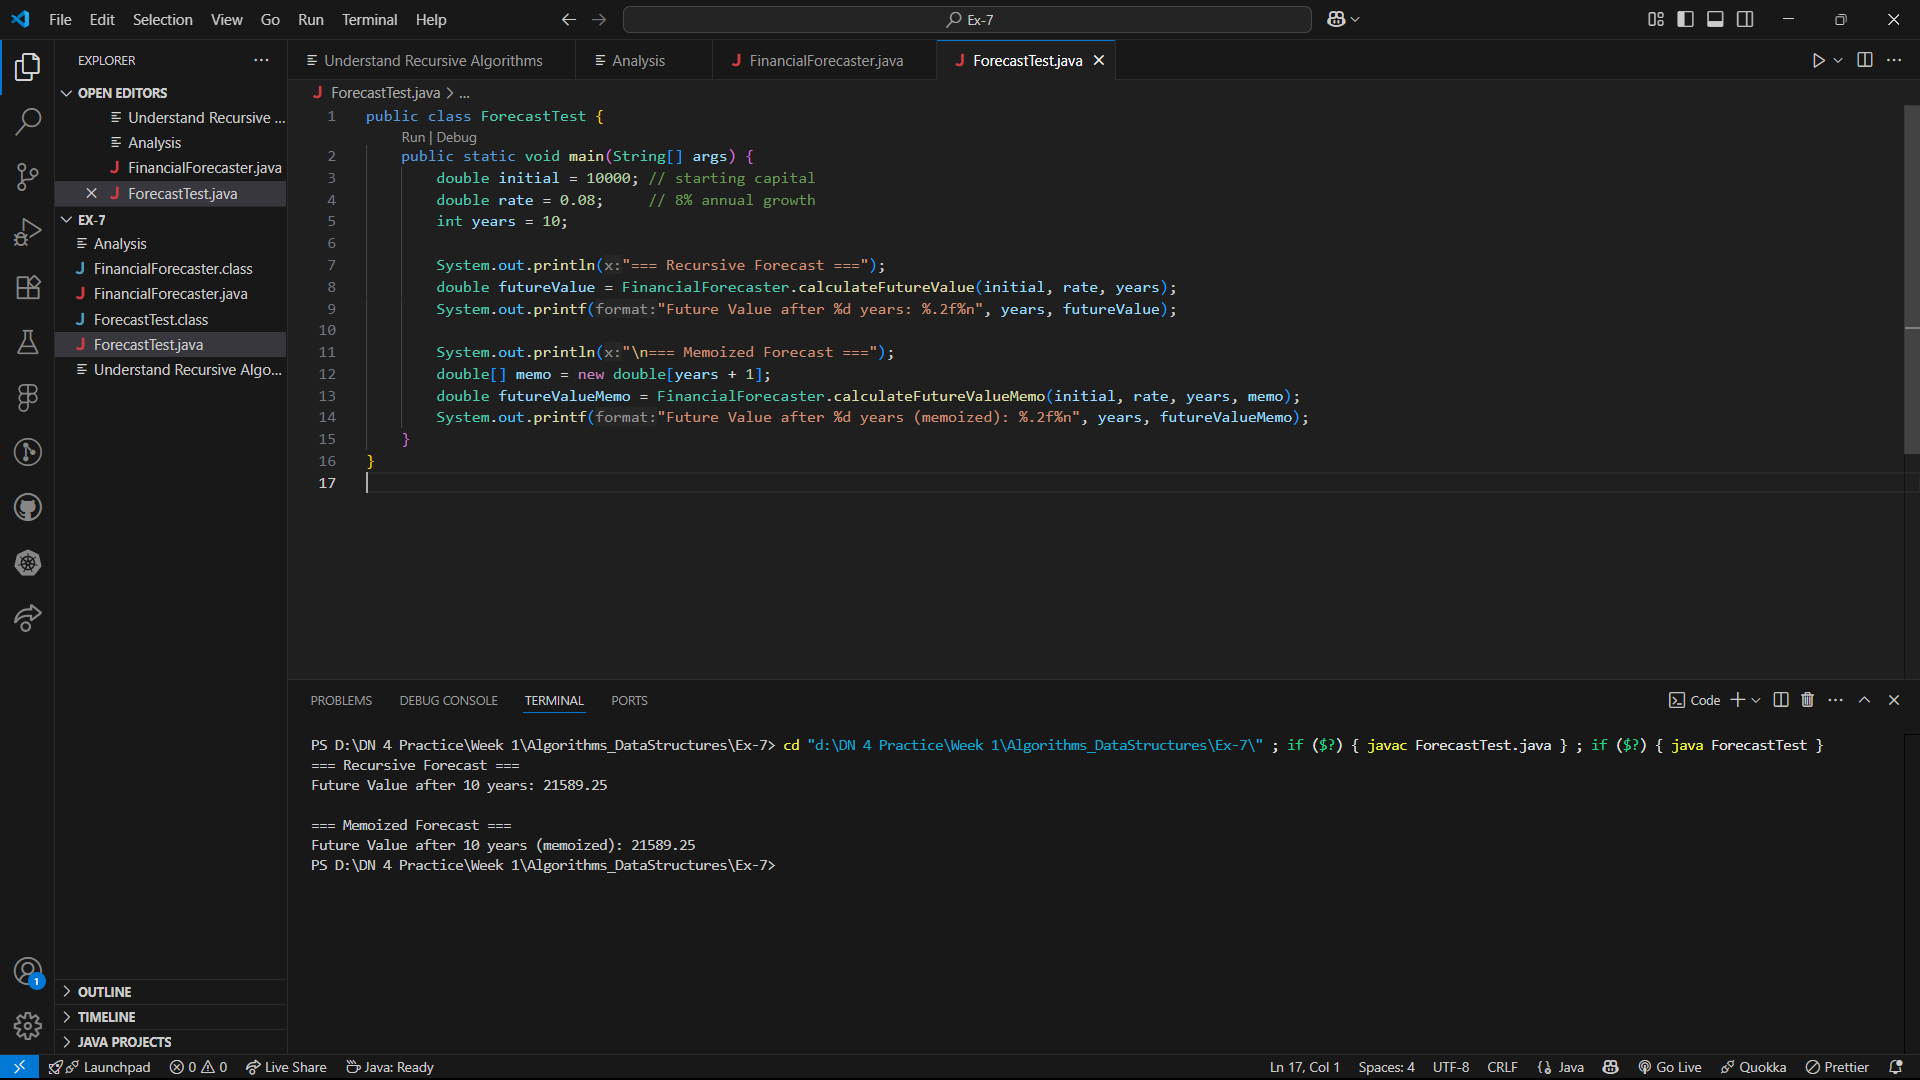 File Edit Selection View Go Run Terminal Help
Ex-7
EXPLORER
OPEN EDITORS
Understand Recursive ...
Analysis
FinancialForecaster.java
ForecastTest.java
EX-7
Analysis
FinancialForecaster.class
FinancialForecaster.java
ForecastTest.class
ForecastTest.java
Understand Recursive Algo...
OUTLINE
TIMELINE
JAVA PROJECTS
Understand Recursive Algorithms Analysis FinancialForecaster.java ForecastTest.java
ForecastTest.java > ...
1 public class ForecastTest {
Run | Debug
2 public static void main(String[] args) {
3 double initial = 10000; // starting capital
4 double rate = 0.08; // 8% annual growth
5 int years = 10;
6
7 System.out.println(x:"=== Recursive Forecast ===");
8 double futureValue = FinancialForecaster.calculateFutureValue(initial, rate, years);
9 System.out.printf(format:"Future Value after %d years: %.2f%n", years, futureValue);
10
11 System.out.println(x:"\n=== Memoized Forecast ===");
12 double[] memo = new double[years + 1];
13 double futureValueMemo = FinancialForecaster.calculateFutureValueMemo(initial, rate, years, memo);
14 System.out.printf(format:"Future Value after %d years (memoized): %.2f%n", years, futureValueMemo);
15 }
16 }
17
PROBLEMS DEBUG CONSOLE TERMINAL PORTS
Code
PS D:\DN 4 Practice\Week 1\Algorithms_DataStructures\Ex-7> cd "d:\DN 4 Practice\Week 1\Algorithms_DataStructures\Ex-7\" ; if ($?) { javac ForecastTest.java } ; if ($?) { java ForecastTest }
=== Recursive Forecast ===
Future Value after 10 years: 21589.25
=== Memoized Forecast ===
Future Value after 10 years (memoized): 21589.25
PS D:\DN 4 Practice\Week 1\Algorithms_DataStructures\Ex-7>
1
Launchpad 0 0 Live Share Java: Ready Ln 17, Col 1 Spaces: 4 UTF-8 CRLF {} Java Go Live Quokka Prettier